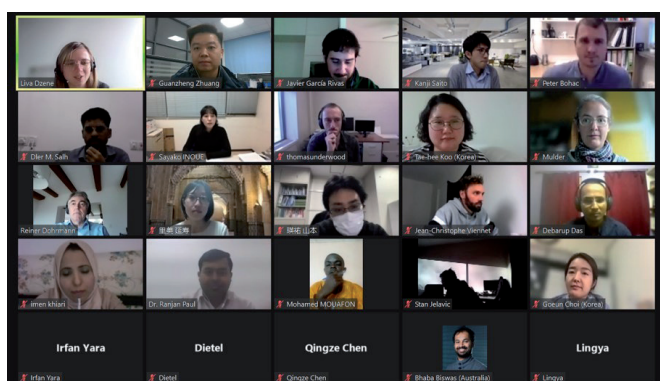 Liva Dzene
Guanzheng Zhuang
Javier García Rivas
Kanji Saito
Peter Bohac
Dler M. Salh
Sayako INOUE
thomasunderwood
Tae-hee Koo (Korea)
Mulder
Reiner Dohrmann
Jean-Christophe Viennet
Debarup Das
imen khiari
Dr. Ranjan Paul
Mohamed MOUAFON
Stan Jelavic
Goeun Choi (Korea)
Irfan Yara
Dietel
Qingze Chen
Lingya
Irfan Yara
Dietel
Qingze Chen
Bhaba Biswas (Australia)
Lingya